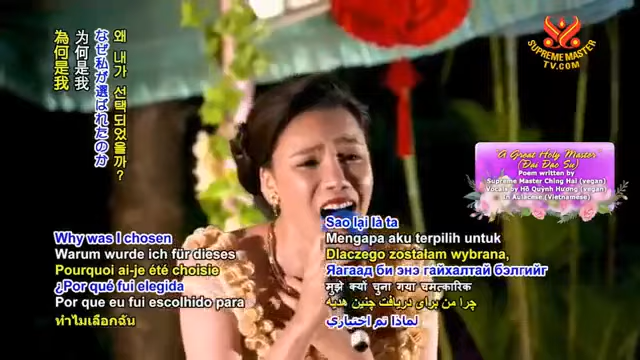 왜 내가 선택되었을까?
なぜ私が選ばれたのか
为何是我
為何是我
SUPREME MASTER
TV.COM
"A Great Holy Master"
(Đại Đạo Sư)
Poem written by
Supreme Master Ching Hai (vegan)
Vocals by Hồ Quỳnh Hương (vegan)
In Aulacese (Vietnamese)
Sao lại là ta
Why was I chosen
Warum wurde ich für dieses
Pourquoi ai-je été choisie
¿Por qué fui elegida
Por que eu fui escolhido para
ทำไมเลือกฉัน
Mengapa aku terpilih untuk
Dlaczego zostałam wybrana,
Яагаад би энэ гайхалтай бэлгийг
मुझे क्यों चुना गया चमत्कारिक
چرا من برای دریافت چنین هدیه
لماذا تم اختياري